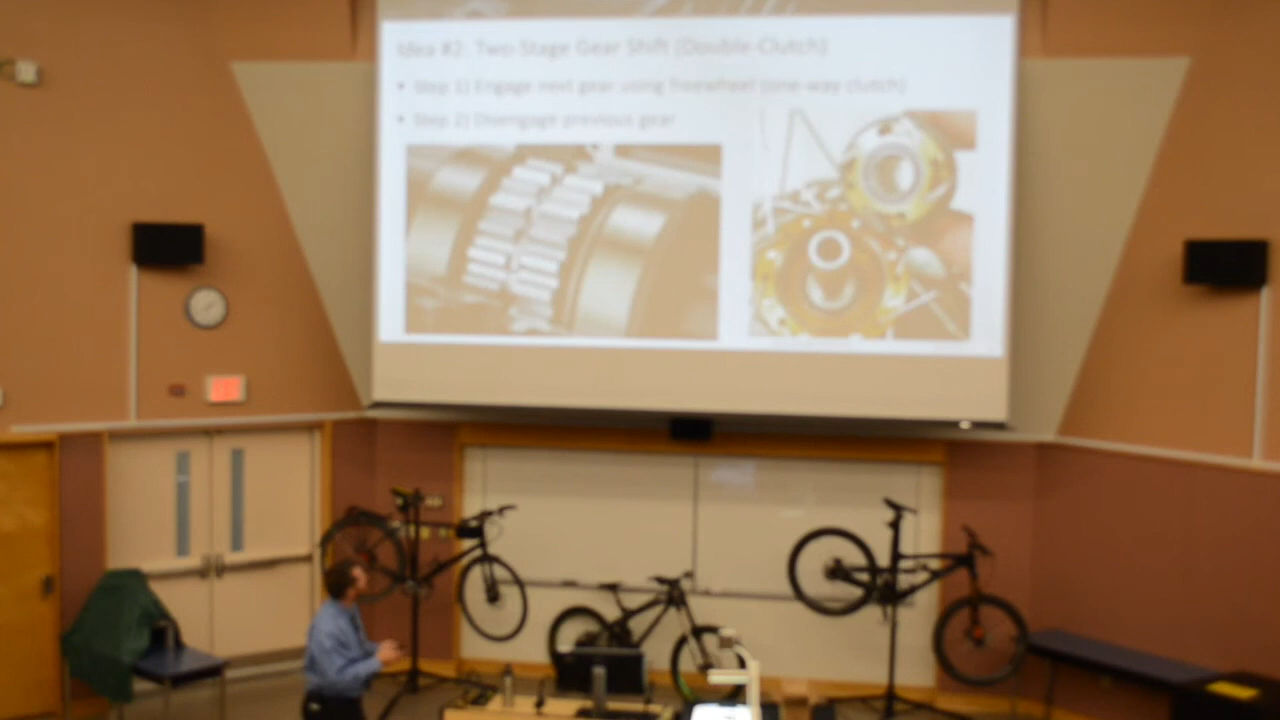 Idea #2: Two-Stage Gear Shift (Double-Clutch)
• Step 1) Engage next gear using freewheel (one-way clutch)
• Step 2) Disengage previous gear